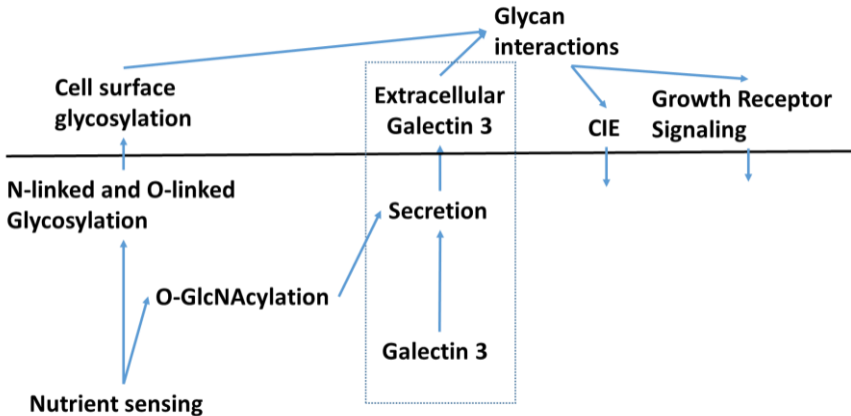 Glycan
interactions
Cell surface
glycosylation
Extracellular
Galectin 3
CIE
Growth Receptor
Signaling
N-linked and O-linked
Glycosylation
Secretion
O-GlcNAcylation
Galectin 3
Nutrient sensing